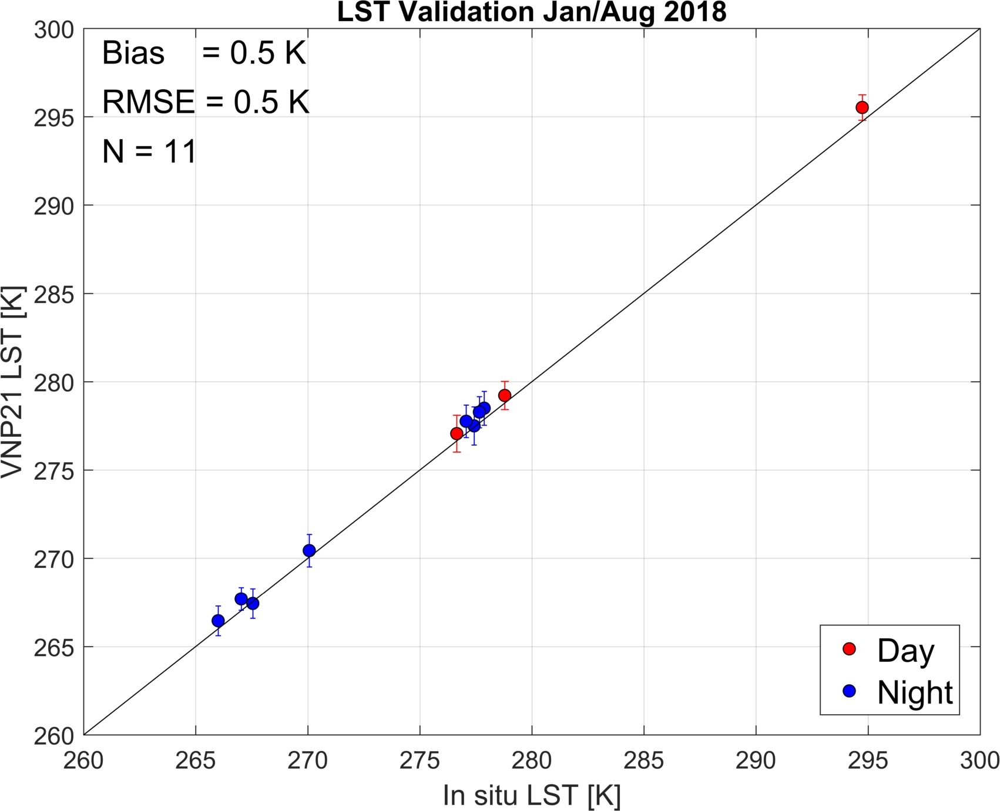 LST Validation Jan/Aug 2018
Bias = 0.5 K
RMSE = 0.5 K
N = 11
VNP21 LST [K]
300
295
290
285
280
275
270
265
260
260 265 270 275 280 285 290 295 300
In situ LST [K]
Day
Night